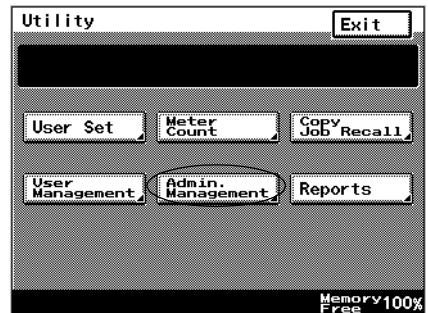 Utility
Exit
User Set
Meter
Count
Copy
Job Recall
User
Management
Admin.
Management
Reports
Memory
Free 100%